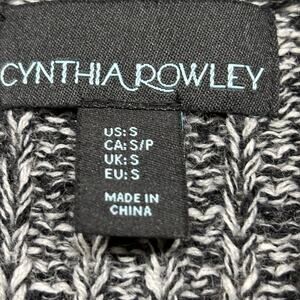 CYNTHIA ROWLEY
US: S
CA: S/P
UK: S
EU: S
MADE IN
CHINA